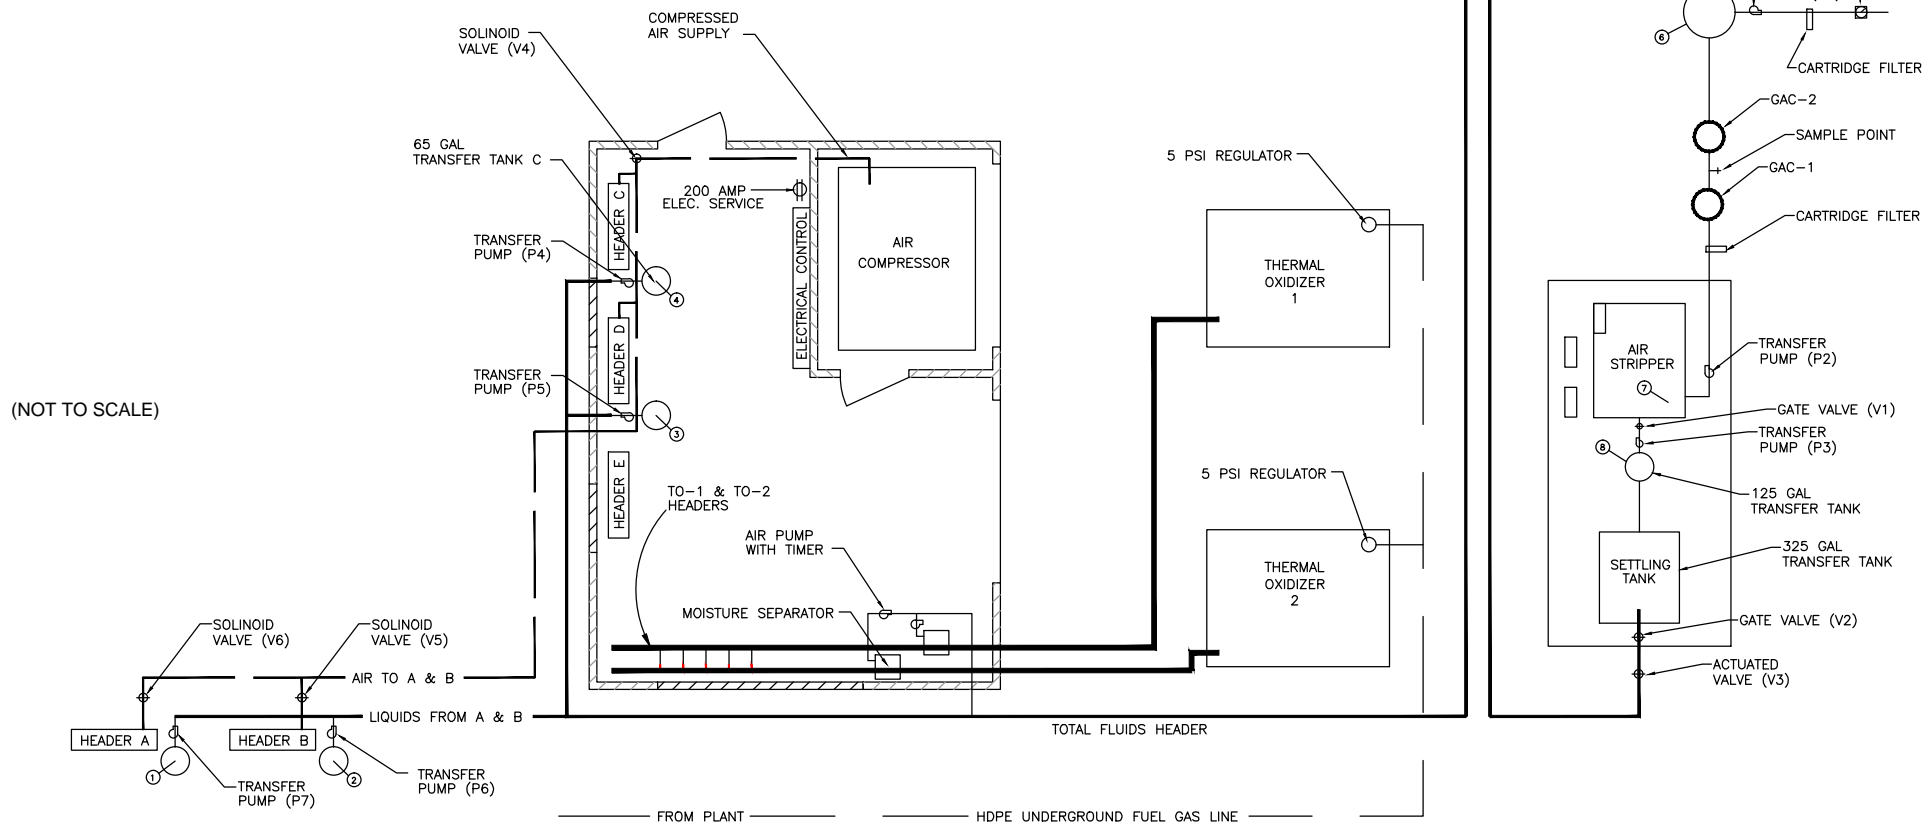 COMPRESSED
AIR SUPPLY
SOLINOID
VALVE (V4)
65 GAL
TRANSFER TANK C
200 AMP
ELEC. SERVICE
HEADER C
ELECTRICAL CONTROL
AIR
COMPRESSOR
TRANSFER
PUMP (P4)
4
HEADER D
TRANSFER
PUMP (P5)
3
HEADER E
(NOT TO SCALE)
TO-1 & TO-2
HEADERS
AIR PUMP
WITH TIMER
MOISTURE SEPARATOR
5 PSI REGULATOR
THERMAL
OXIDIZER
1
5 PSI REGULATOR
THERMAL
OXIDIZER
2
SOLINOID
VALVE (V6)
SOLINOID
VALVE (V5)
AIR TO A & B
LIQUIDS FROM A & B
HEADER A
HEADER B
1
2
TRANSFER
PUMP (P7)
TRANSFER
PUMP (P6)
TOTAL FLUIDS HEADER
FROM PLANT
HDPE UNDERGROUND FUEL GAS LINE
6
CARTRIDGE FILTER
GAC-2
SAMPLE POINT
GAC-1
CARTRIDGE FILTER
AIR
STRIPPER
7
TRANSFER
PUMP (P2)
GATE VALVE (V1)
TRANSFER
PUMP (P3)
8
125 GAL
TRANSFER TANK
SETTLING
TANK
325 GAL
TRANSFER TANK
GATE VALVE (V2)
ACTUATED
VALVE (V3)